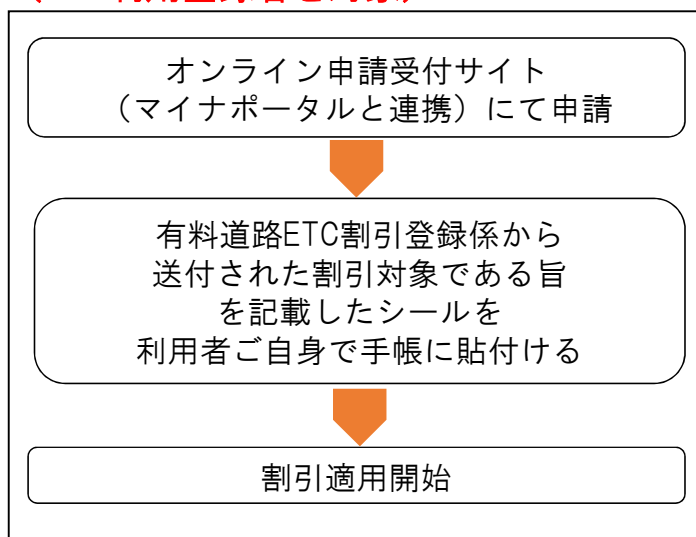 オンライン申請受付サイト
（マイナポータルと連携）にて申請
有料道路ETC割引登録係から
送付された割引対象である旨
を記載したシールを
利用者ご自身で手帳に貼付ける
割引適用開始